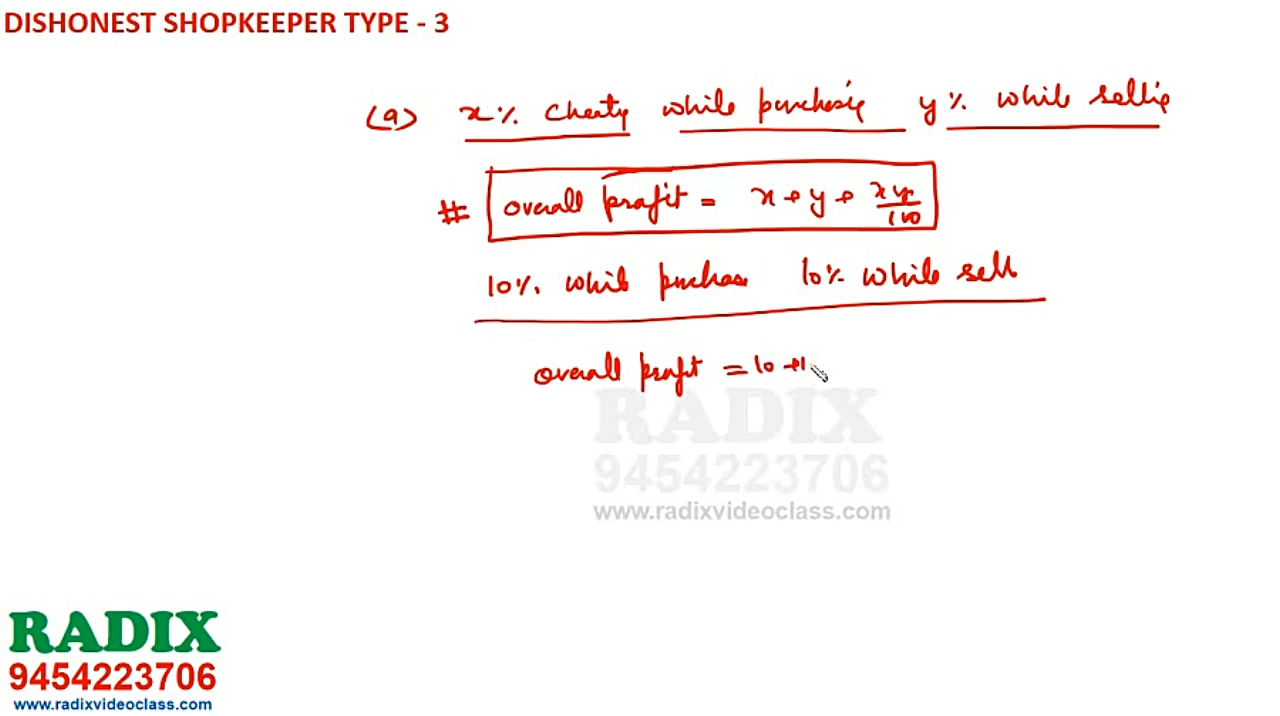 DISHONEST SHOPKEEPER TYPE - 3
(a) x% cheaty while purchasing y% while selling
# overall profit = x + y + xy/100
10% while purchase 10% while sell
overall profit = 10 + 1
RADIX
9454223706
www.radixvideoclass.com
RADIX
9454223706
www.radixvideoclass.com